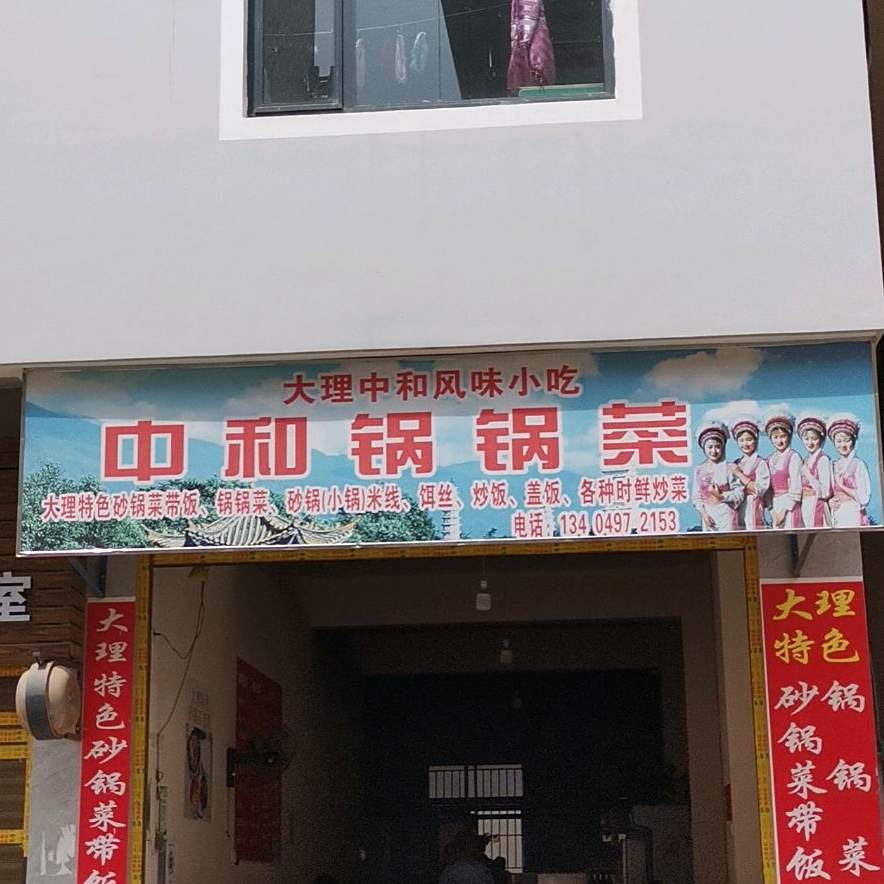 大理中和风味小吃
中和锅锅菜
大理特色砂锅菜带饭、锅锅菜、砂锅(小锅)米线、饵丝、炒饭、盖饭、各种时鲜炒菜
电话：134 0497 2153
室
大理特色砂锅菜带饭
大理特色
砂锅菜带饭
锅锅菜